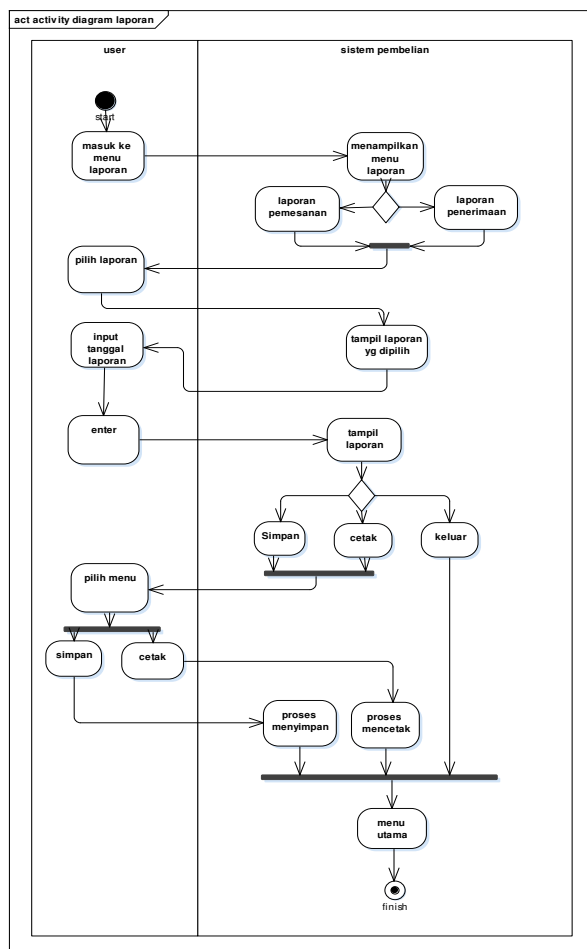 act activity diagram laporan
user
sistem pembelian
start
masuk ke
menu
laporan
menampilkan
menu
laporan
laporan
pemesanan
laporan
penerimaan
pilih laporan
input
tanggal
laporan
tampil laporan
yg dipilih
enter
tampil
laporan
Simpan
cetak
keluar
pilih menu
simpan
cetak
proses
menyimpan
proses
mencetak
menu
utama
finish